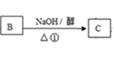 B NaOH / 醇 C
△ ①